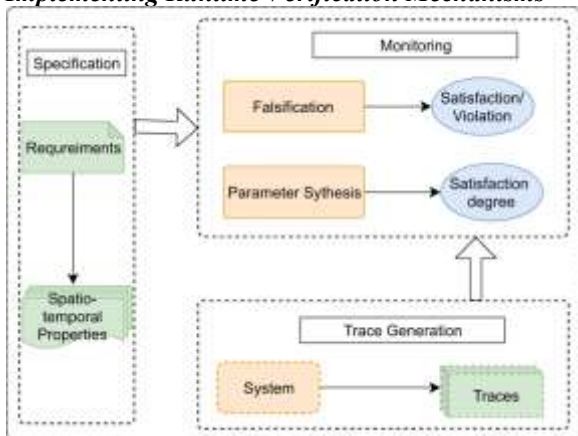 Implementing Runtime Verification Mechanisms
Specification
Requreiments
Spatio-
temporal
Properties
Monitoring
Falsification
Satisfaction/
Violation
Parameter Sythesis
Satisfaction
degree
Trace Generation
System
Traces